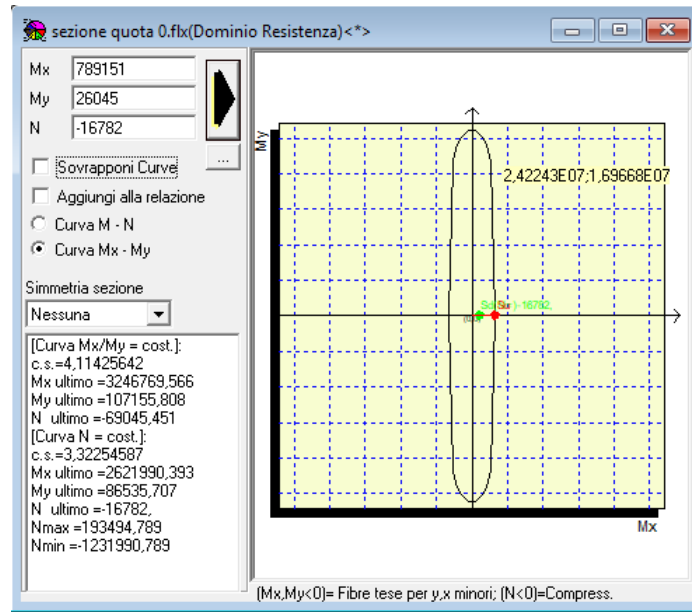 sezione quota 0.flx(Dominio Resistenza)<*>
Mx 789151
My 26045
N -16782
Sovrapponi Curve ...
Aggiungi alla relazione
Curva M - N
Curva Mx - My
Simmetria sezione
Nessuna
[Curva Mx/My = cost.]:
c.s.=4,11425642
Mx ultimo =3246769,566
My ultimo =107155,808
N ultimo =-69045,451
[Curva N = cost.]:
c.s.=3,32254587
Mx ultimo =2621990,393
My ultimo =86535,707
N ultimo =-16782,
Nmax =193494,789
Nmin =-1231990,789
My
2,42243E07;1,69668E07
Mx
(Mx,My<0)= Fibre tese per y,x minori; (N<0)=Compress.